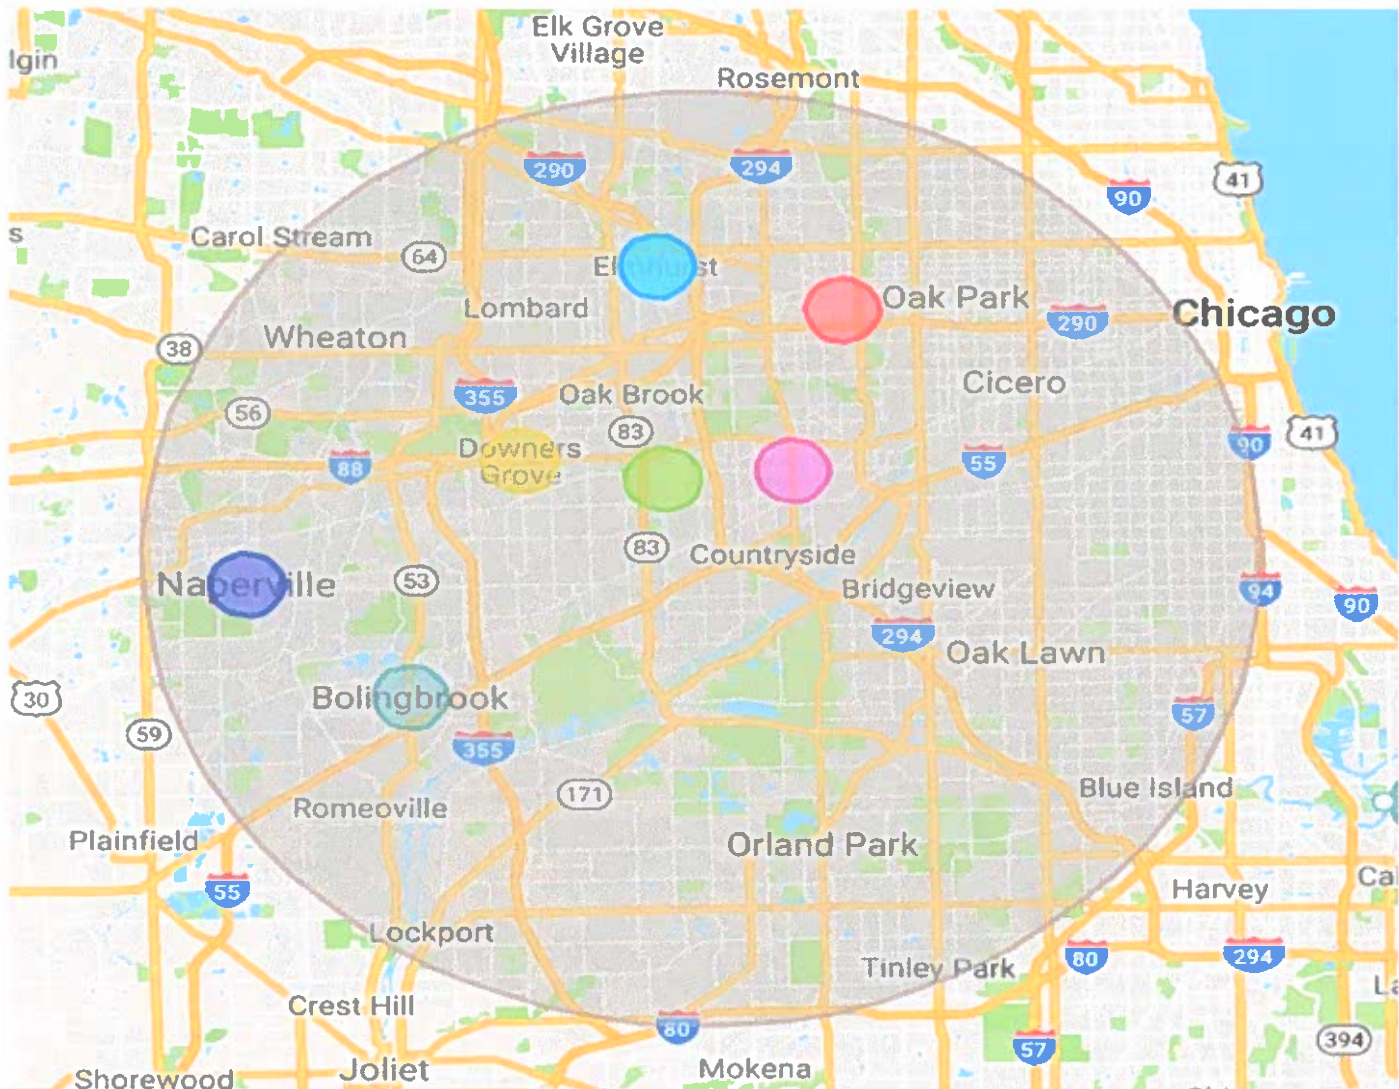 Elk Grove
Village
lgin
Rosemont
290
294
41
90
s
Carol Stream
64
Elmhurst
Lombard
Oak Park
Chicago
290
Wheaton
38
Cicero
355
Oak Brook
56
83
41
90
Downers
Grove
88
55
83
Countryside
Naperville
53
Bridgeview
94
90
294
Oak Lawn
30
Bolingbrook
57
59
355
Blue Island
171
Romeoville
Plainfield
Orland Park
55
Harvey
Cal
Lockport
80
294
Tinley Park
La
Crest Hill
80
57
394
Joliet
Mokena
Shorewood